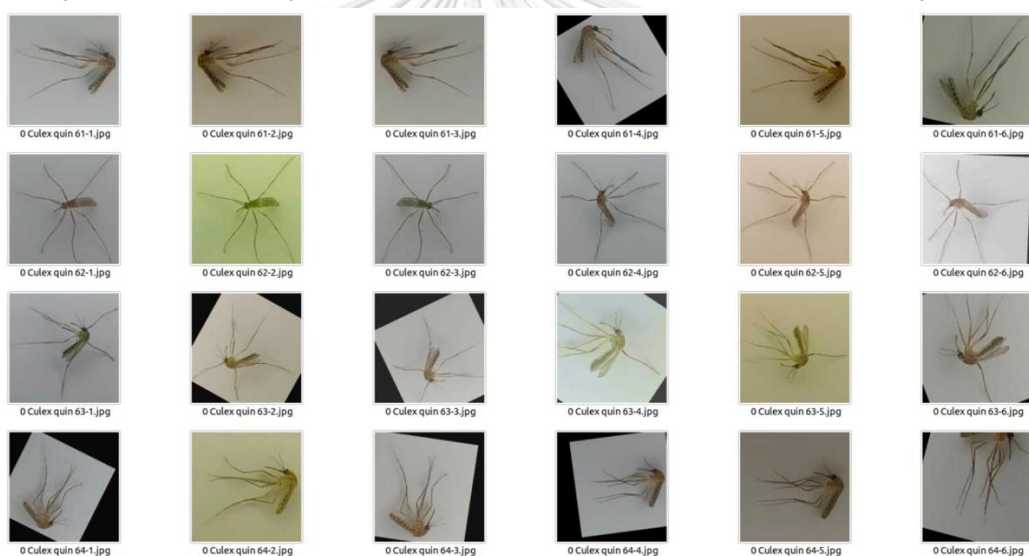 0 Culex quin 61-1.jpg 0 Culex quin 61-2.jpg 0 Culex quin 61-3.jpg 0 Culex quin 61-4.jpg 0 Culex quin 61-5.jpg 0 Culex quin 61-6.jpg
0 Culex quin 62-1.jpg 0 Culex quin 62-2.jpg 0 Culex quin 62-3.jpg 0 Culex quin 62-4.jpg 0 Culex quin 62-5.jpg 0 Culex quin 62-6.jpg
0 Culex quin 63-1.jpg 0 Culex quin 63-2.jpg 0 Culex quin 63-3.jpg 0 Culex quin 63-4.jpg 0 Culex quin 63-5.jpg 0 Culex quin 63-6.jpg
0 Culex quin 64-1.jpg 0 Culex quin 64-2.jpg 0 Culex quin 64-3.jpg 0 Culex quin 64-4.jpg 0 Culex quin 64-5.jpg 0 Culex quin 64-6.jpg